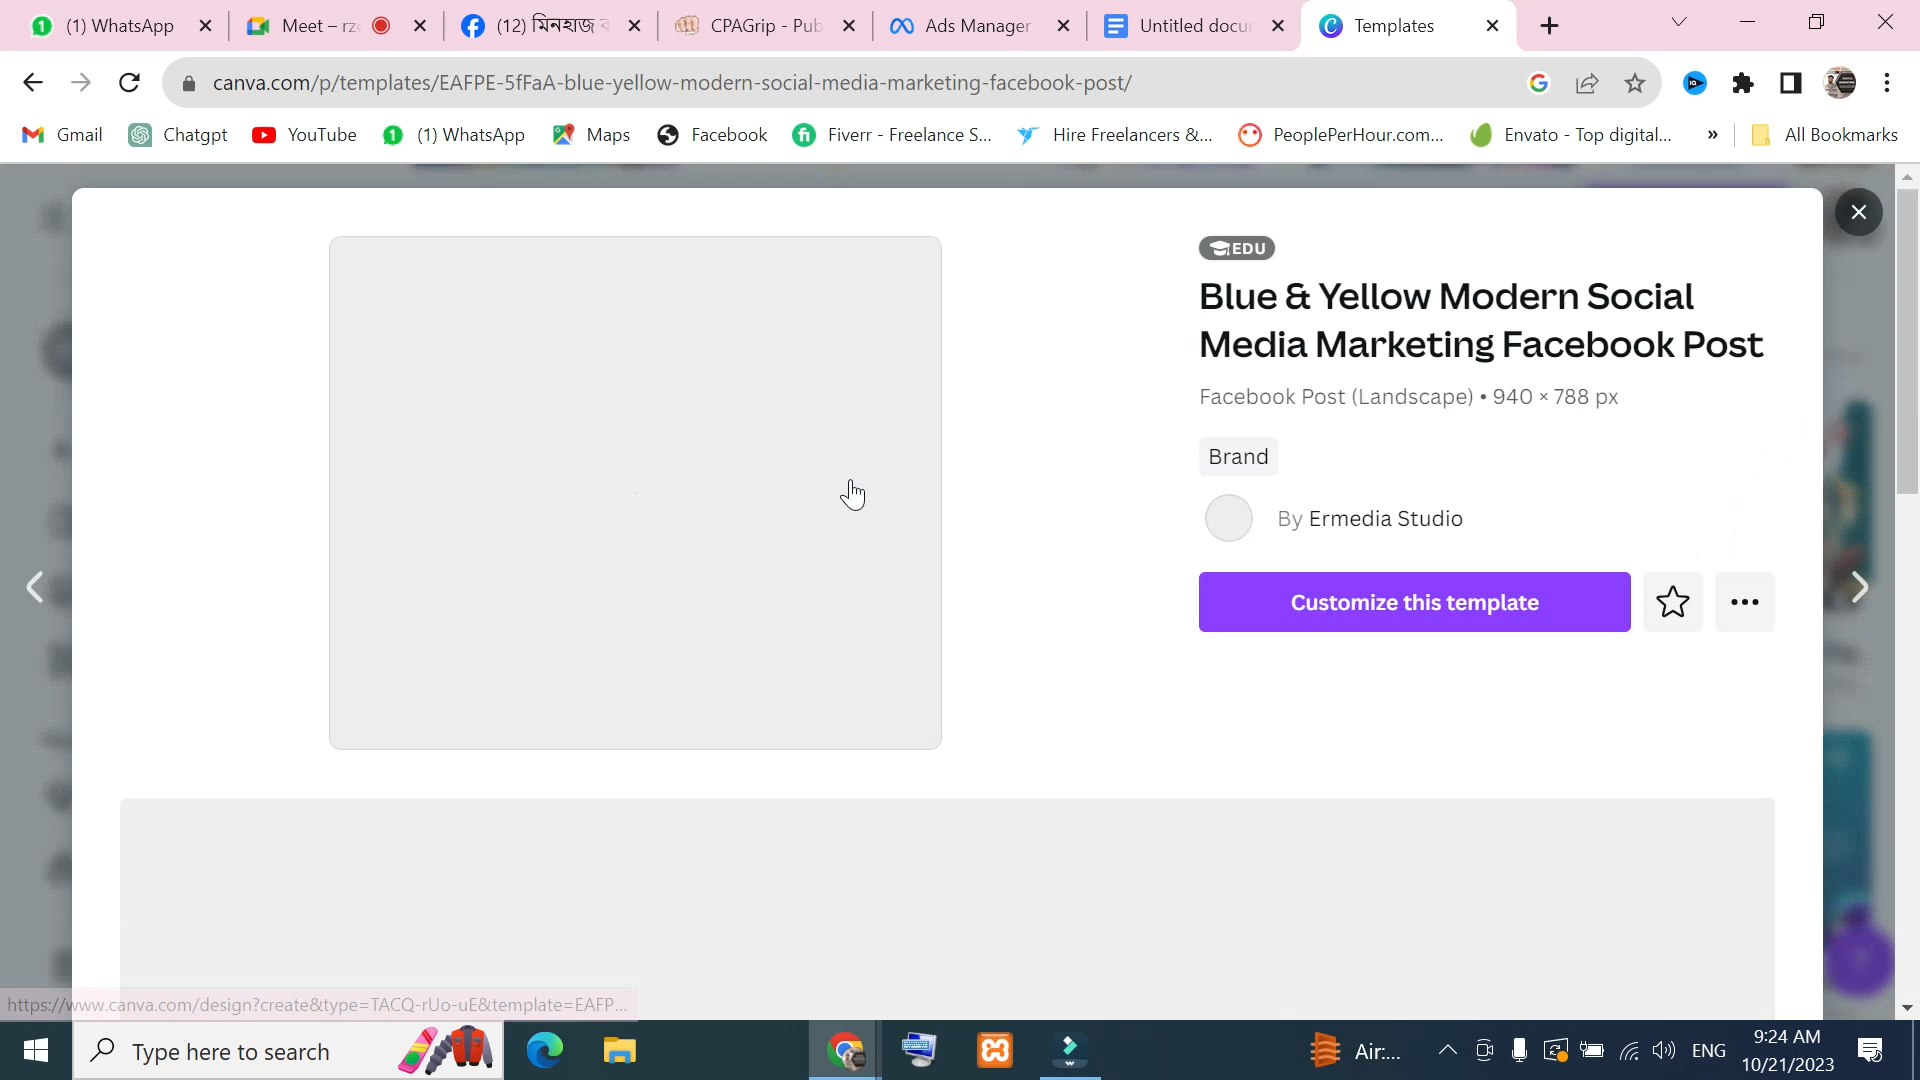 (1) WhatsApp
Meet – rz
(12) মিনহাজ
CPAGrip - Pub
Ads Manager
Untitled docu
Templates
canva.com/p/templates/EAFPE-5fFaA-blue-yellow-modern-social-media-marketing-facebook-post/
Gmail
Chatgpt
YouTube
(1) WhatsApp
Maps
Facebook
Fiverr - Freelance S...
Hire Freelancers &...
PeoplePerHour.com...
Envato - Top digital...
»
All Bookmarks
EDU
Blue & Yellow Modern Social
Media Marketing Facebook Post
Facebook Post (Landscape) • 940 × 788 px
Brand
By Ermedia Studio
Customize this template
https://www.canva.com/design?create&type=TACQ-rUo-uE&template=EAFP...
Type here to search
Air:...
ENG
9:24 AM
10/21/2023